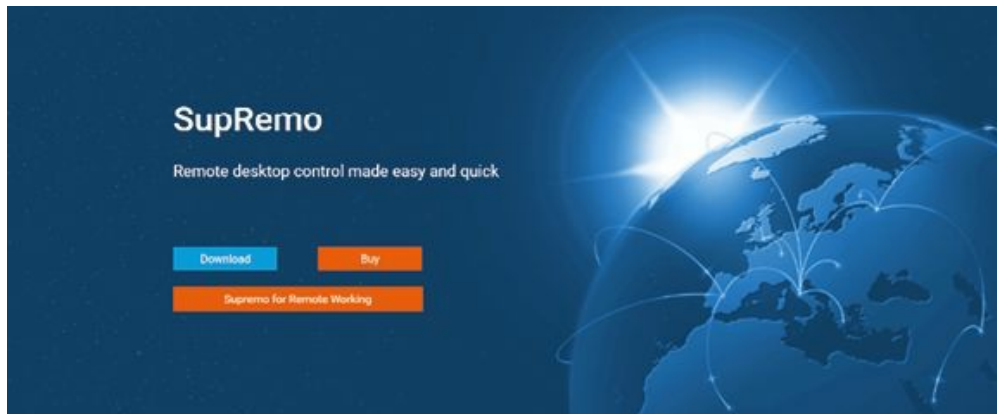 SupRemo
Remote desktop control made easy and quick
Download
Buy
Supremo for Remote Working